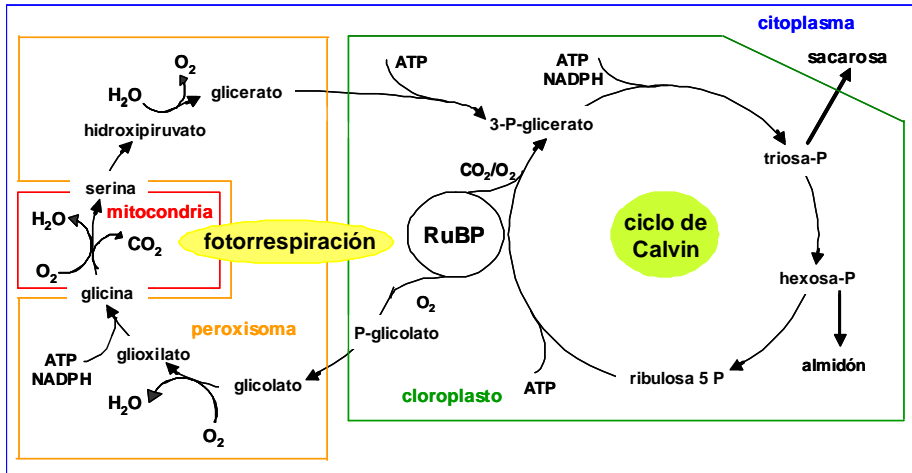 citoplasma
sacarosa
O2
H2O
glicerato
hidroxipiruvato
ATP
ATP
NADPH
3-P-glicerato
triosa-P
CO2/O2
serina
mitocondria
H2O
CO2
O2
glicina
fotorrespiración
RuBP
ciclo de
Calvin
hexosa-P
O2
peroxisoma
P-glicolato
glioxilato
ATP
NADPH
glicolato
H2O
O2
cloroplasto
ATP
ribulosa 5 P
almidón